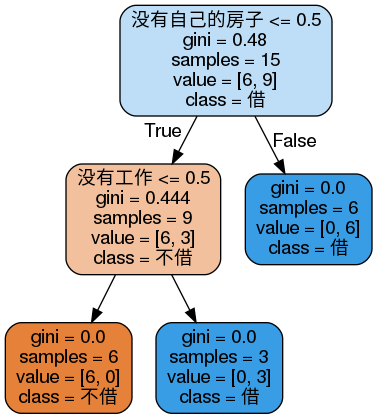 没有自己的房子 <= 0.5
gini = 0.48
samples = 15
value = [6, 9]
class = 借
True
False
没有工作 <= 0.5
gini = 0.444
samples = 9
value = [6, 3]
class = 不借
gini = 0.0
samples = 6
value = [0, 6]
class = 借
gini = 0.0
samples = 6
value = [6, 0]
class = 不借
gini = 0.0
samples = 3
value = [0, 3]
class = 借